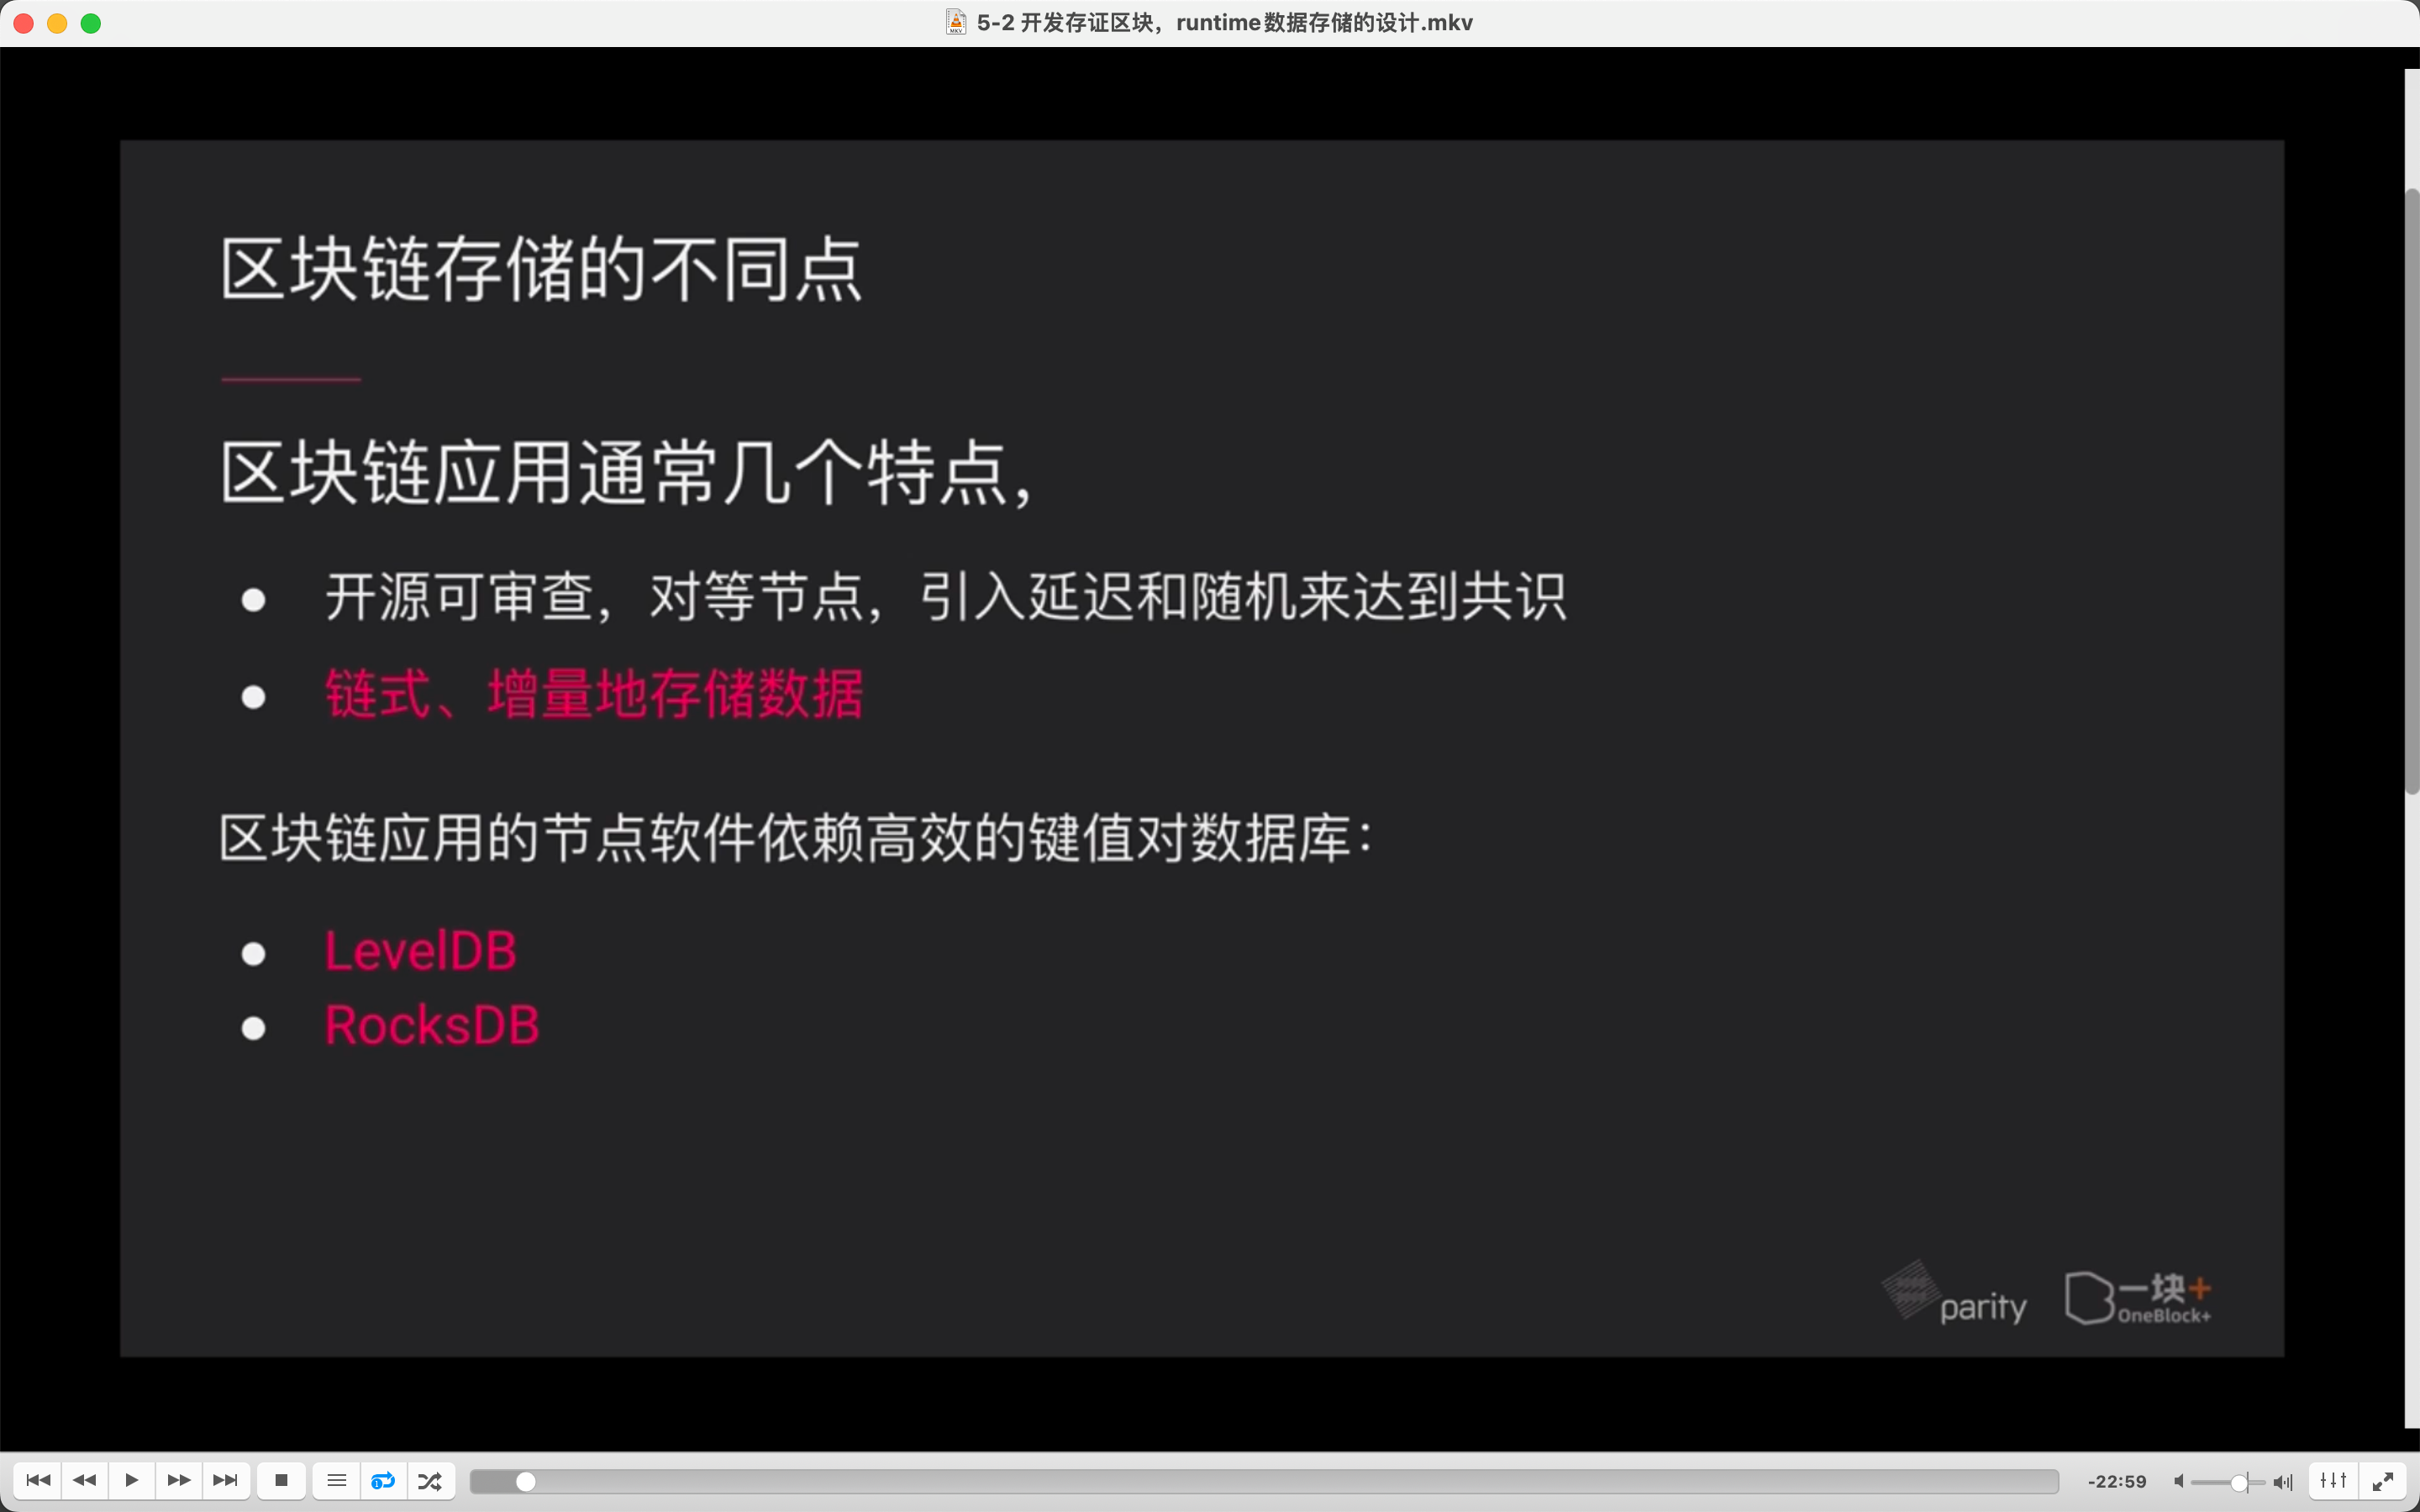 5-2 开发存证区块，runtime数据存储的设计.mkv
区块链存储的不同点
区块链应用通常几个特点，
● 开源可审查，对等节点，引入延迟和随机来达到共识
● 链式、增量地存储数据
区块链应用的节点软件依赖高效的键值对数据库：
● LevelDB
● RocksDB
parity
一块+
OneBlock+
-22:59